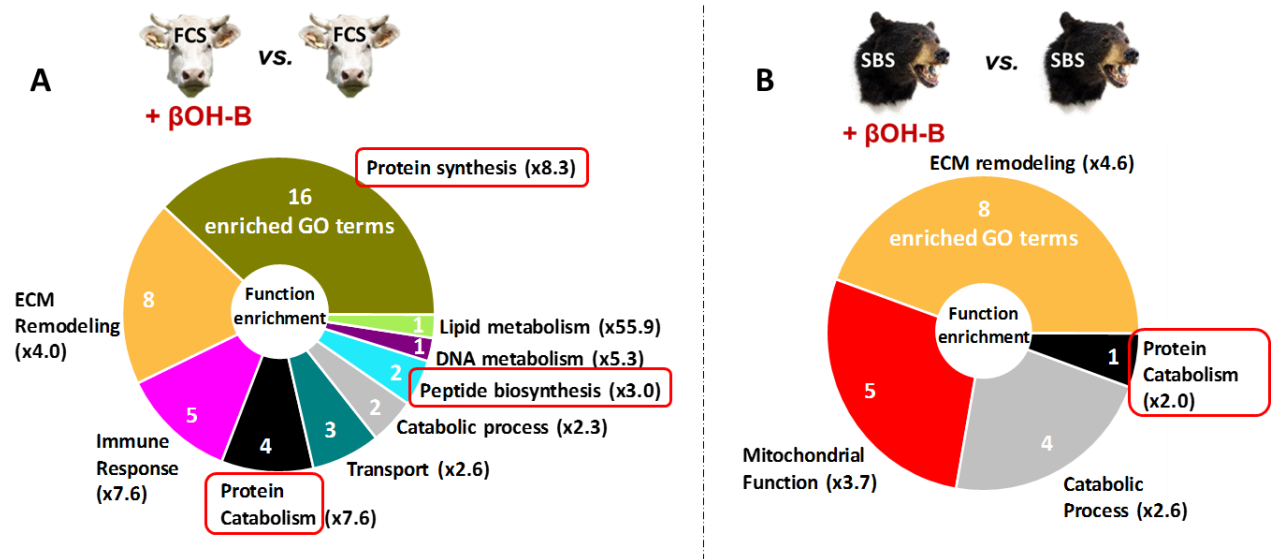 A
FCS
vs.
FCS
+ βOH-B
Protein synthesis (x8.3)
16
enriched GO terms
8
ECM
Remodeling
(x4.0)
Function
enrichment
1
Lipid metabolism (x55.9)
1
DNA metabolism (x5.3)
2
Peptide biosynthesis (x3.0)
2
Catabolic process (x2.3)
3
Transport (x2.6)
4
Protein
Catabolism (x7.6)
5
Immune
Response
(x7.6)
B
SBS
vs.
SBS
+ βOH-B
ECM remodeling (x4.6)
8
enriched GO terms
Function
enrichment
1
Protein
Catabolism
(x2.0)
5
4
Mitochondrial
Function (x3.7)
Catabolic
Process (x2.6)